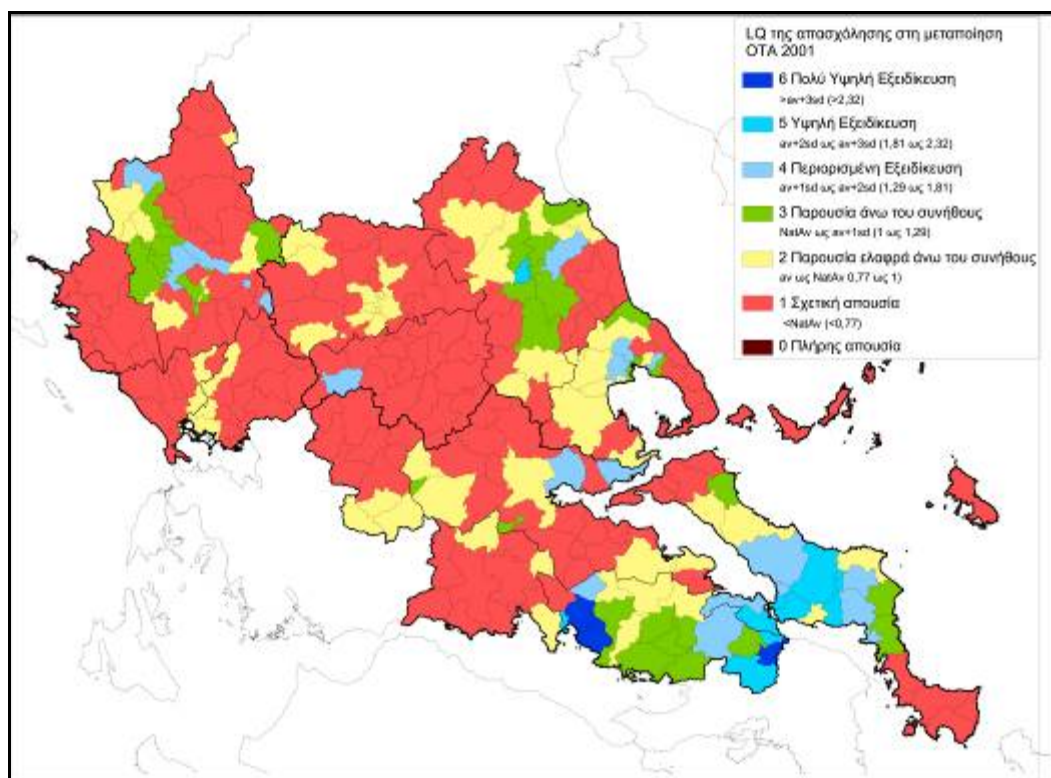 LQ της απασχόλησης στη μεταποίηση
ΟΤΑ 2001
6 Πολύ Υψηλή Εξειδίκευση
>av+3sd (>2,32)
5 Υψηλή Εξειδίκευση
av+2sd ως av+3sd (1,81 ως 2,32)
4 Περιορισμένη Εξειδίκευση
av+1sd ως av+2sd (1,29 ως 1,81)
3 Παρουσία άνω του συνήθους
NatAv ως av+1sd (1 ως 1,29)
2 Παρουσία ελαφρά άνω του συνήθους
av ως NatAv 0,77 ως 1)
1 Σχετική απουσία
<NatAv (<0,77)
0 Πλήρης απουσία